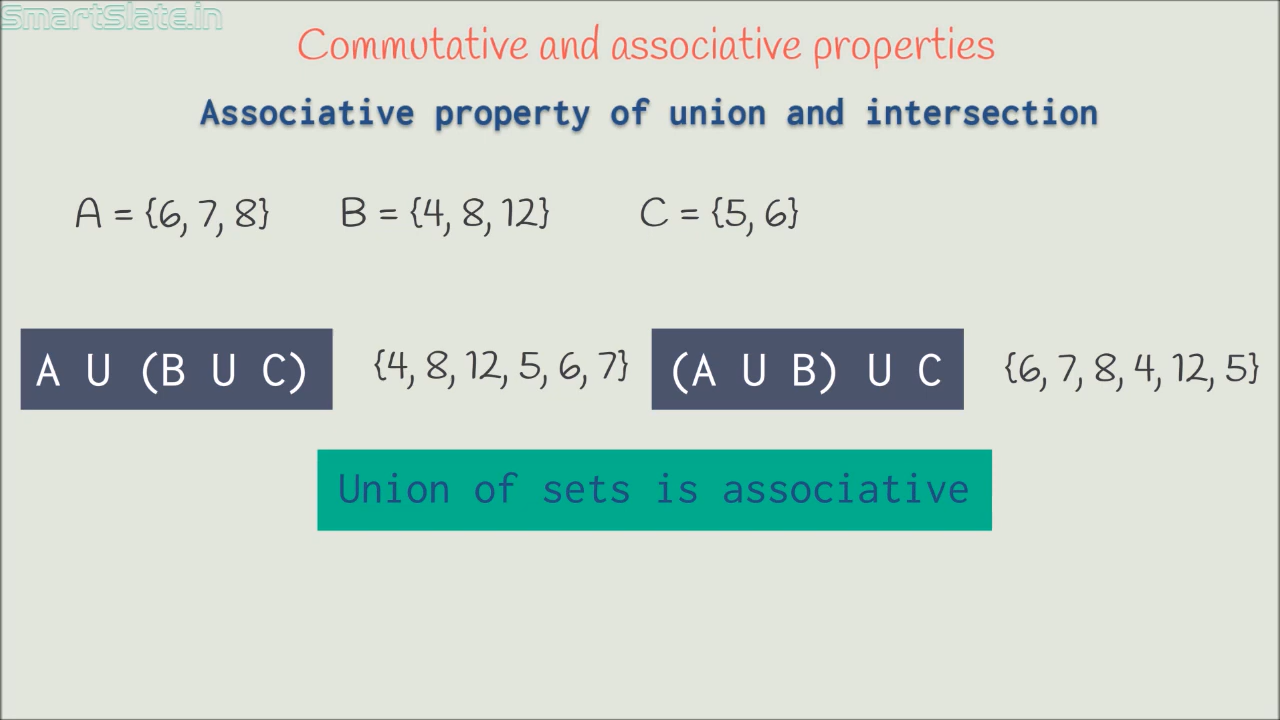 SmartSlate.in
Commutative and associative properties
Associative property of union and intersection
A = {6, 7, 8} B = {4, 8, 12} C = {5, 6}
A U (B U C) {4, 8, 12, 5, 6, 7} (A U B) U C {6, 7, 8, 4, 12, 5}
Union of sets is associative